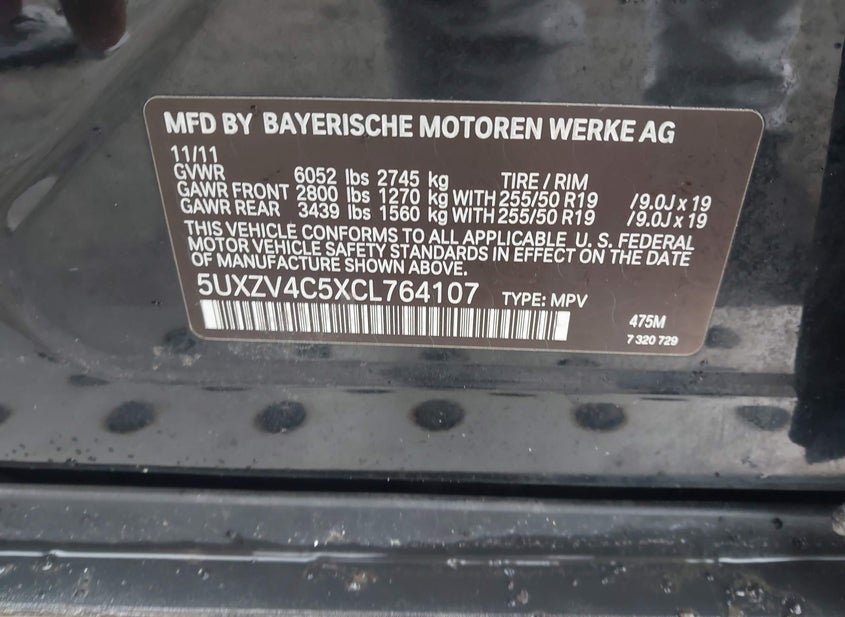 MFD BY BAYERISCHE MOTOREN WERKE AG
11/11
GVWR 6052 lbs 2745 kg TIRE / RIM
GAWR FRONT 2800 lbs 1270 kg WITH 255/50 R19 /9.0J x 19
GAWR REAR 3439 lbs 1560 kg WITH 255/50 R19 /9.0J x 19
THIS VEHICLE CONFORMS TO ALL APPLICABLE U. S. FEDERAL
MOTOR VEHICLE SAFETY STANDARDS IN EFFECT ON THE DATE
OF MANUFACTURE SHOWN ABOVE.
5UXZV4C5XCL764107 TYPE: MPV
475M
7 320 729